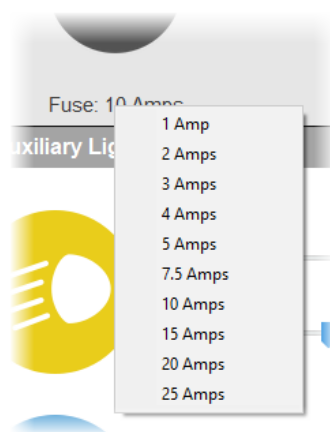 Fuse: 10 Amps
uxiliary Lig
1 Amp
2 Amps
3 Amps
4 Amps
5 Amps
7.5 Amps
10 Amps
15 Amps
20 Amps
25 Amps